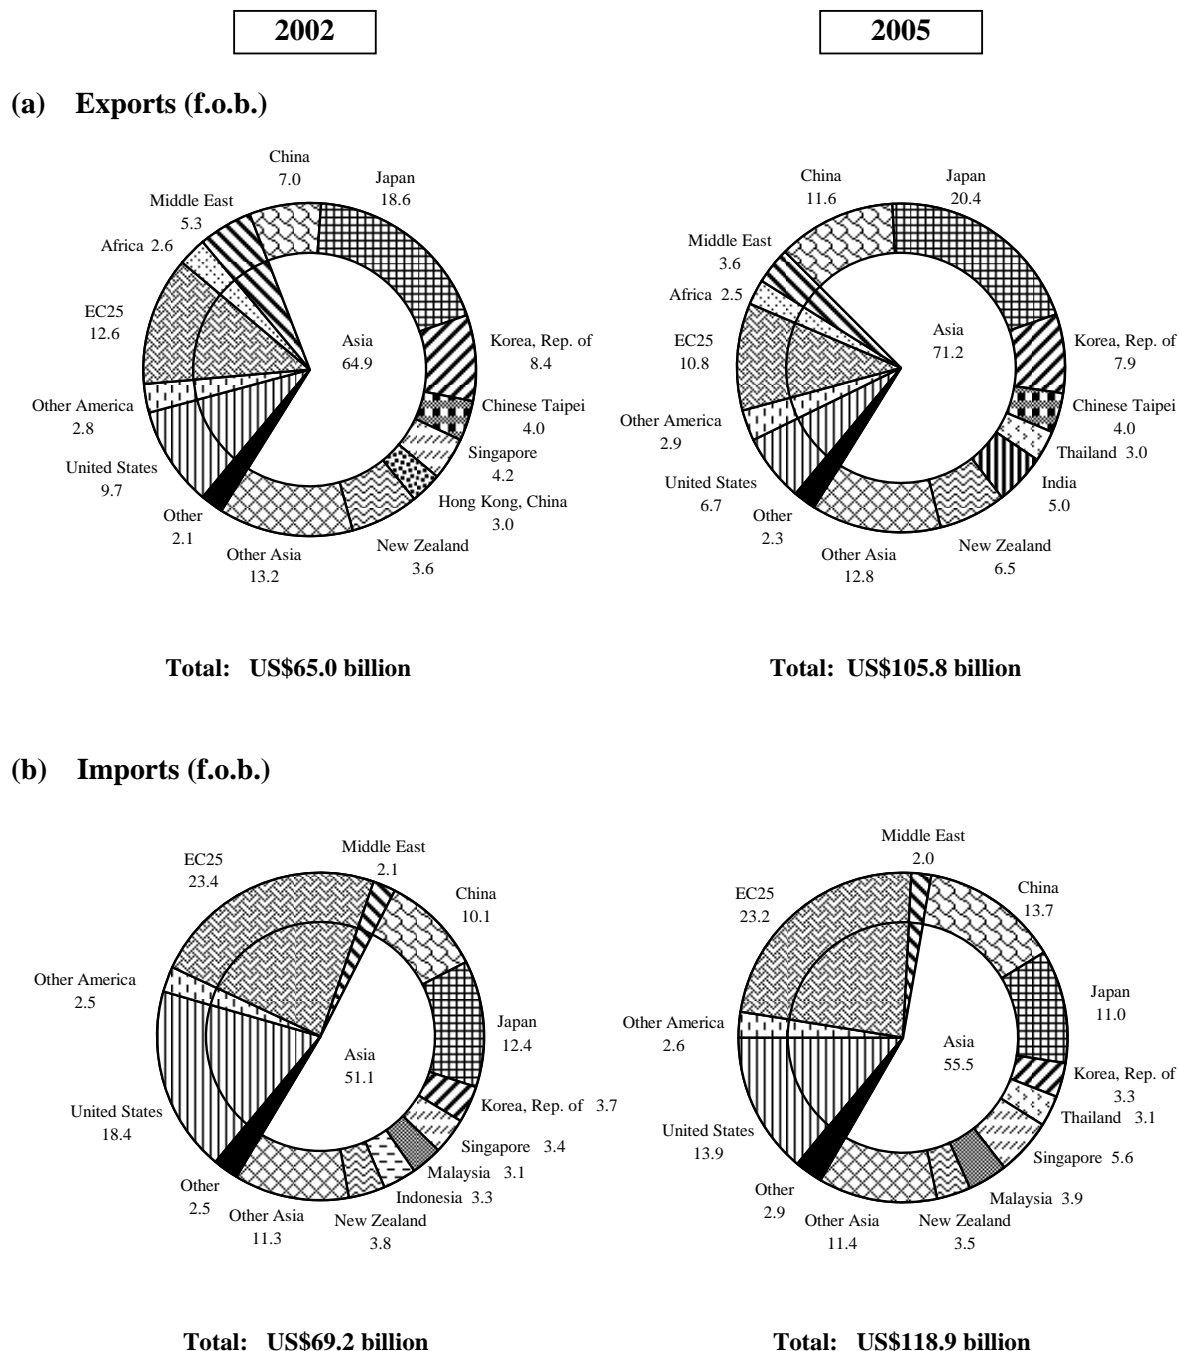 2002
2005
(a) Exports (f.o.b.)
China
7.0
Japan
18.6
Middle East
5.3
Africa 2.6
EC25
12.6
Asia
64.9
Korea, Rep. of
8.4
Other America
2.8
Chinese Taipei
4.0
United States
9.7
Singapore
4.2
Hong Kong, China
3.0
Other
2.1
Other Asia
13.2
New Zealand
3.6
Total: US$65.0 billion
China
11.6
Japan
20.4
Middle East
3.6
Africa 2.5
EC25
10.8
Asia
71.2
Korea, Rep. of
7.9
Other America
2.9
Chinese Taipei
4.0
Thailand 3.0
United States
6.7
India
5.0
Other
2.3
Other Asia
12.8
New Zealand
6.5
Total: US$105.8 billion
(b) Imports (f.o.b.)
Middle East
2.1
EC25
23.4
China
10.1
Other America
2.5
Japan
12.4
Asia
51.1
United States
18.4
Korea, Rep. of 3.7
Singapore 3.4
Malaysia 3.1
Indonesia 3.3
Other
2.5
Other Asia
11.3
New Zealand
3.8
Total: US$69.2 billion
Middle East
2.0
EC25
23.2
China
13.7
Japan
11.0
Other America
2.6
Asia
55.5
Korea, Rep. of
3.3
Thailand 3.1
United States
13.9
Singapore 5.6
Malaysia 3.9
Other
2.9
Other Asia
11.4
New Zealand
3.5
Total: US$118.9 billion